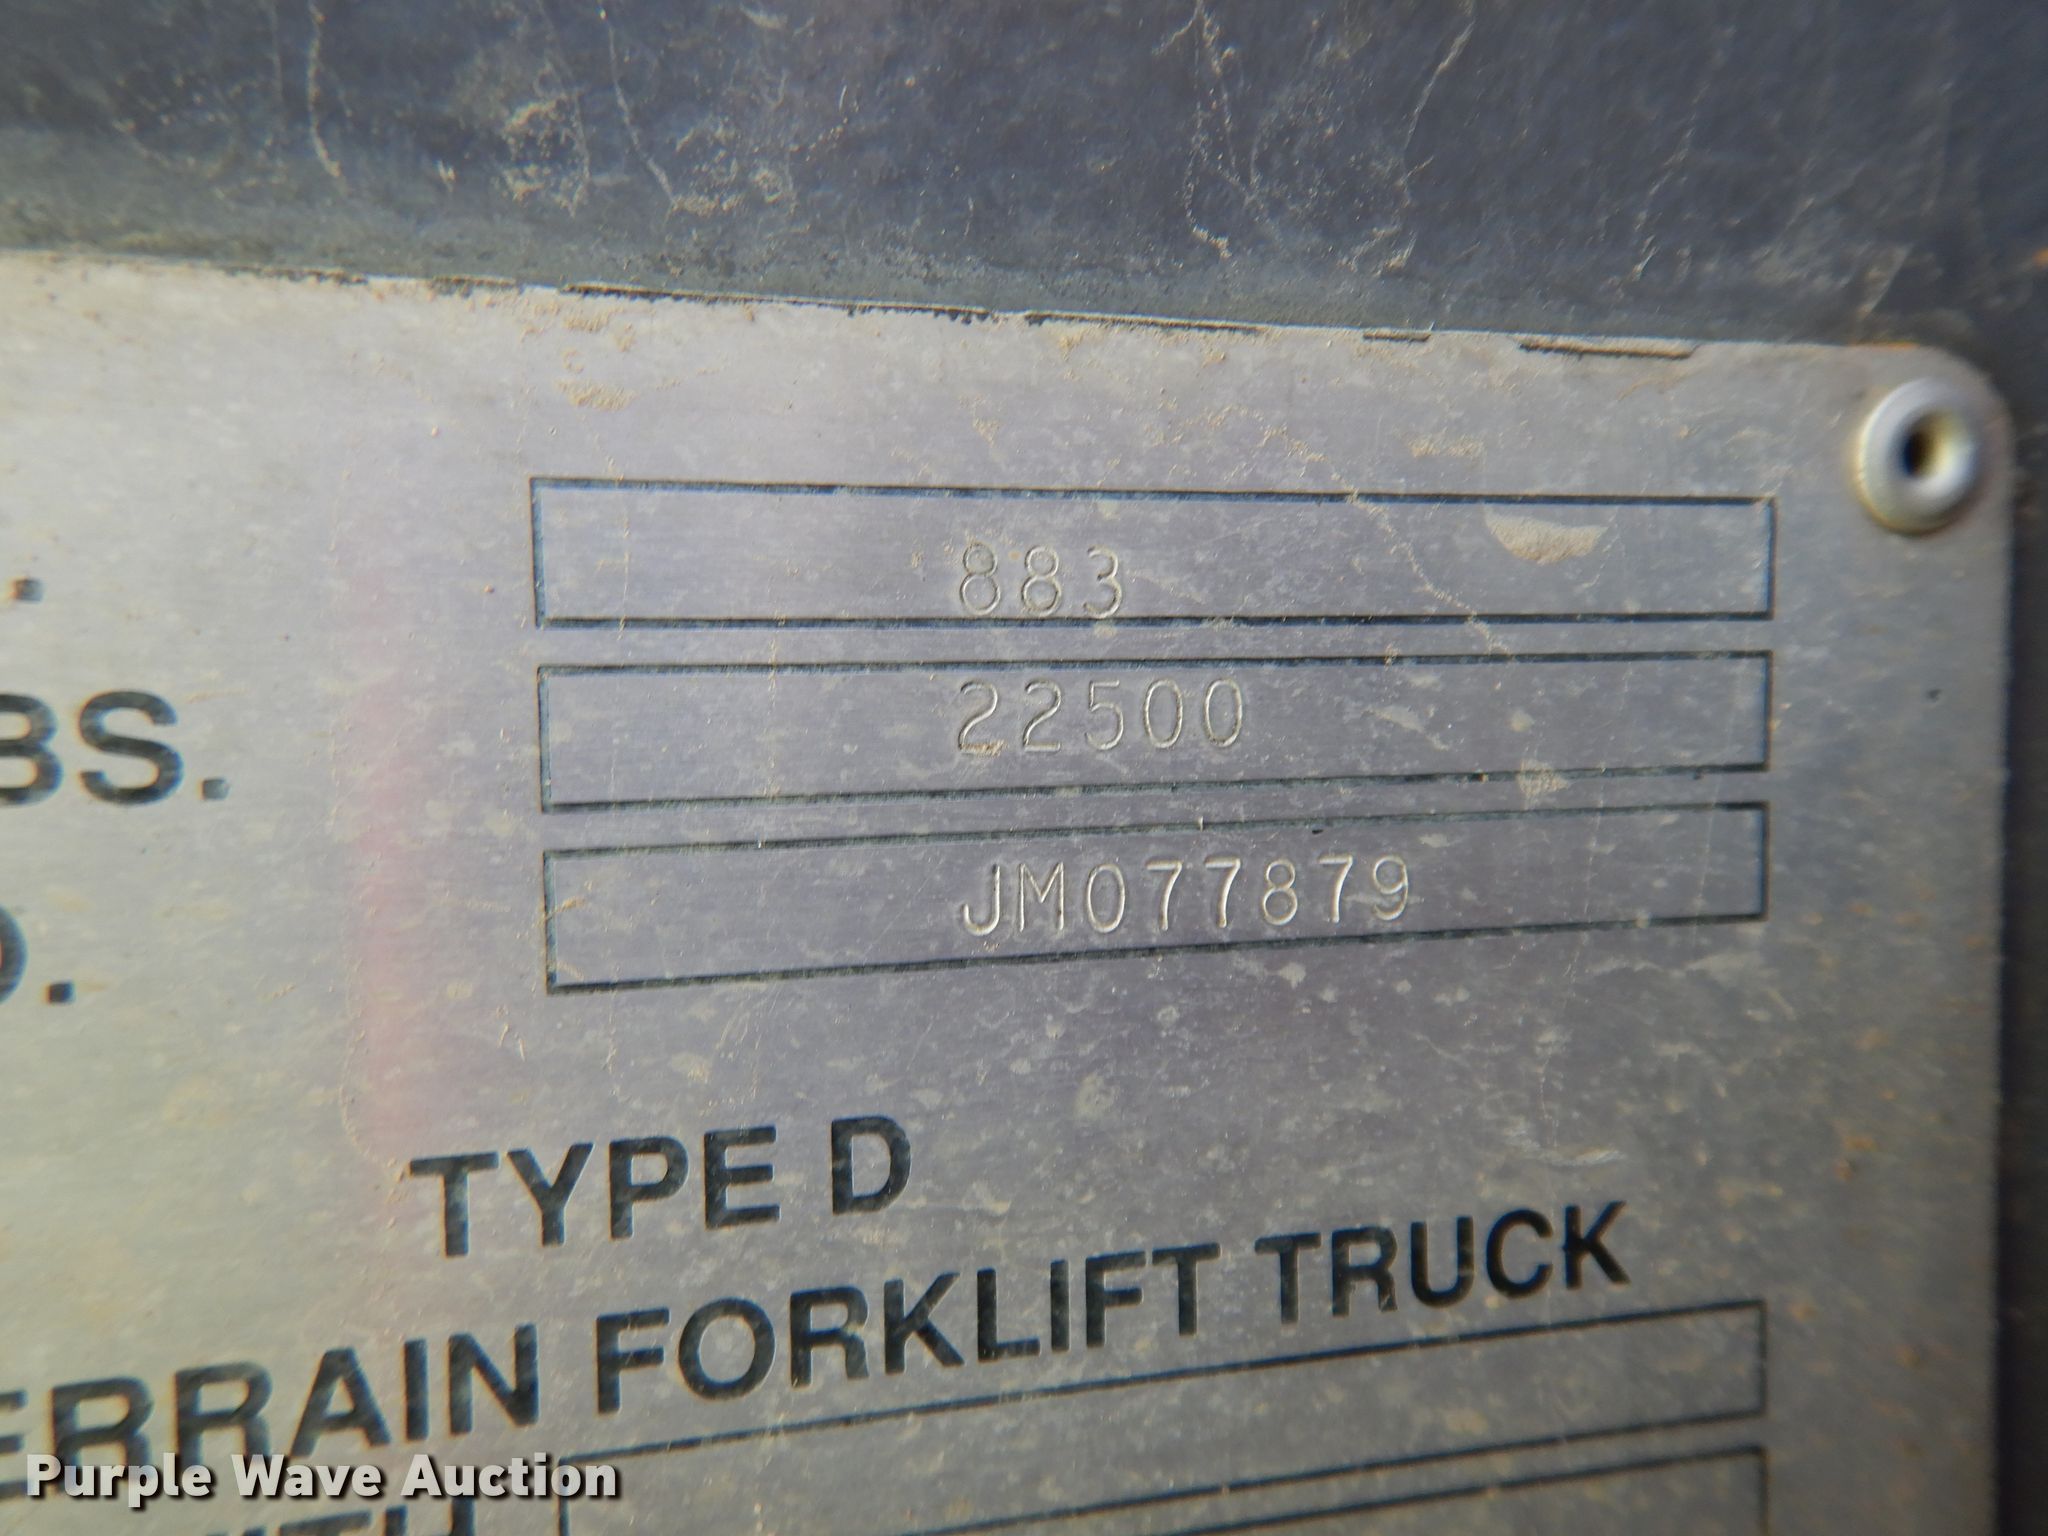 883
BS. 22500
. JM077879
TYPE D
ERRAIN FORKLIFT TRUCK
Purple Wave Auction